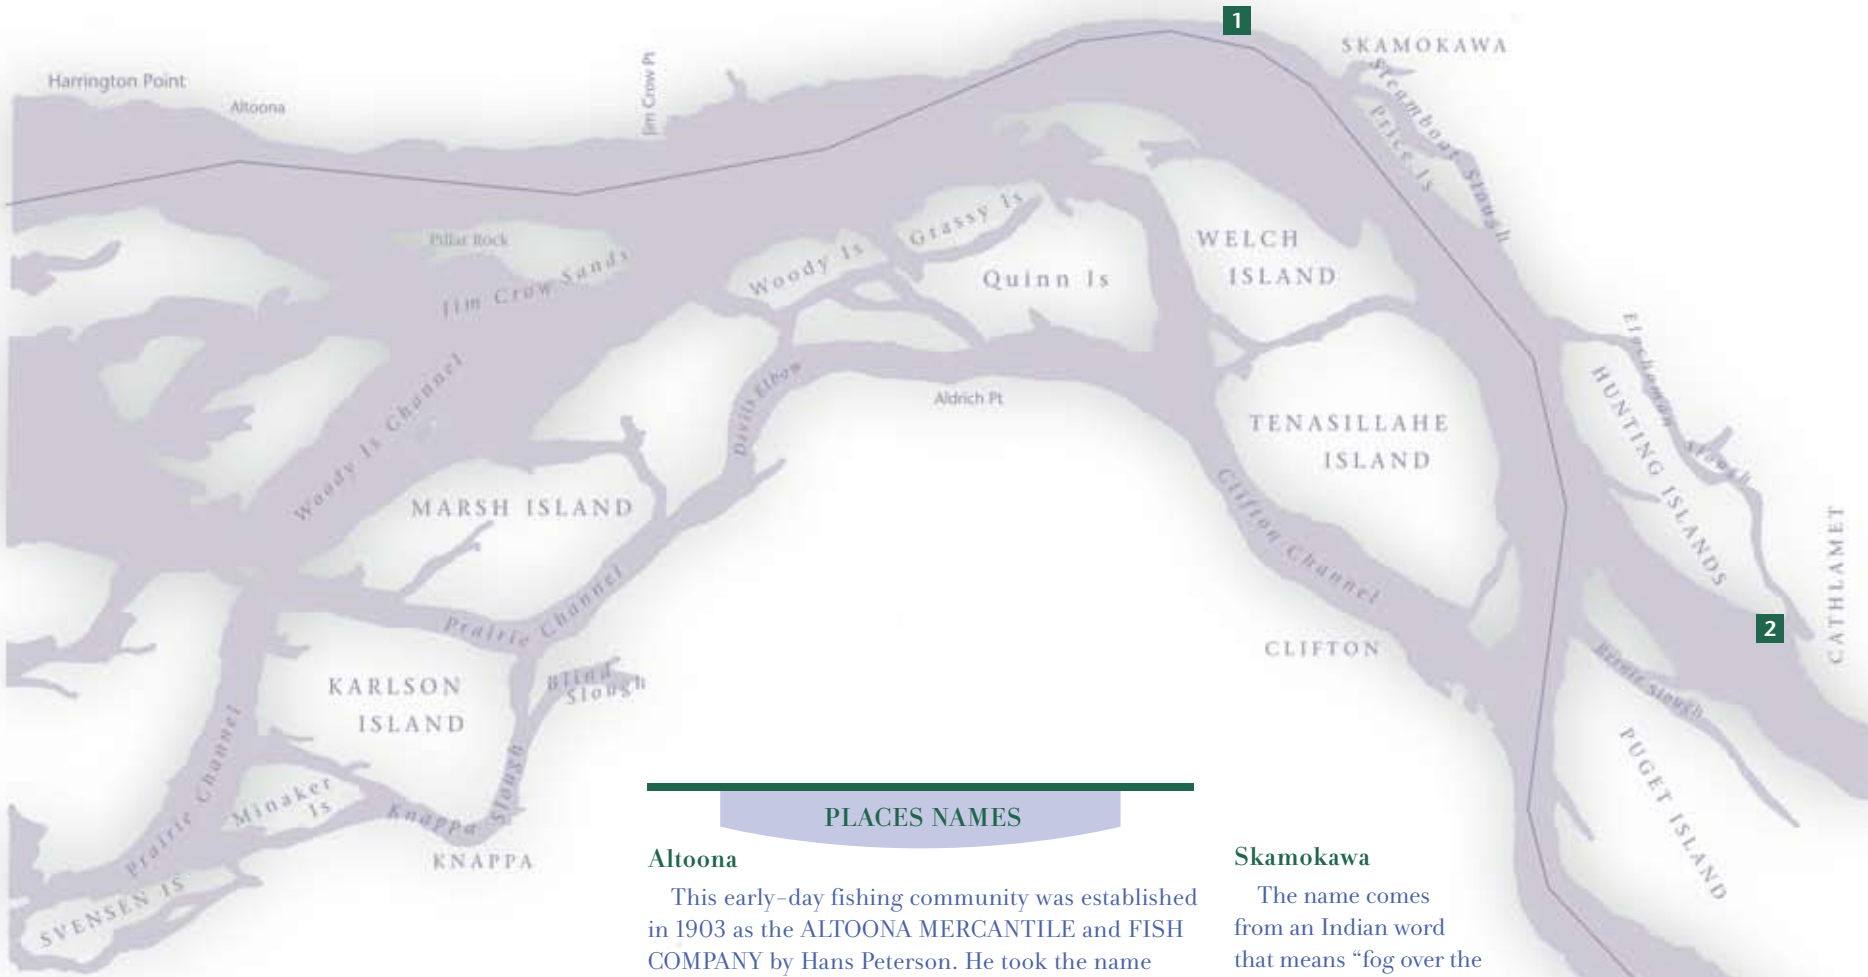 1
SKAMOKAWA
Steamboat Slough
Price Is
Harrington Point
Altoona
Jim Crow Pt
Pillar Rock
Jim Crow Sands
Woody Is
Grassy Is
Quinn Is
WELCH
ISLAND
Woody Is Channel
Devils Elbow
Aldrich Pt
TENASILLAHE
ISLAND
Elochoman Slough
HUNTING ISLANDS
CATHLAMET
2
MARSH ISLAND
Clifton Channel
CLIFTON
Prairie Channel
Blind
Slough
KARLSON
ISLAND
Bernie Slough
PUGET ISLAND
Prairie Channel
Minaker
Is
Knappa Slough
KNAPPA
SVENSEN IS
PLACES NAMES
Altoona
This early-day fishing community was established
in 1903 as the ALTOONA MERCANTILE and FISH
COMPANY by Hans Peterson. He took the name
Skamokawa
The name comes
from an Indian word
that means “fog over the